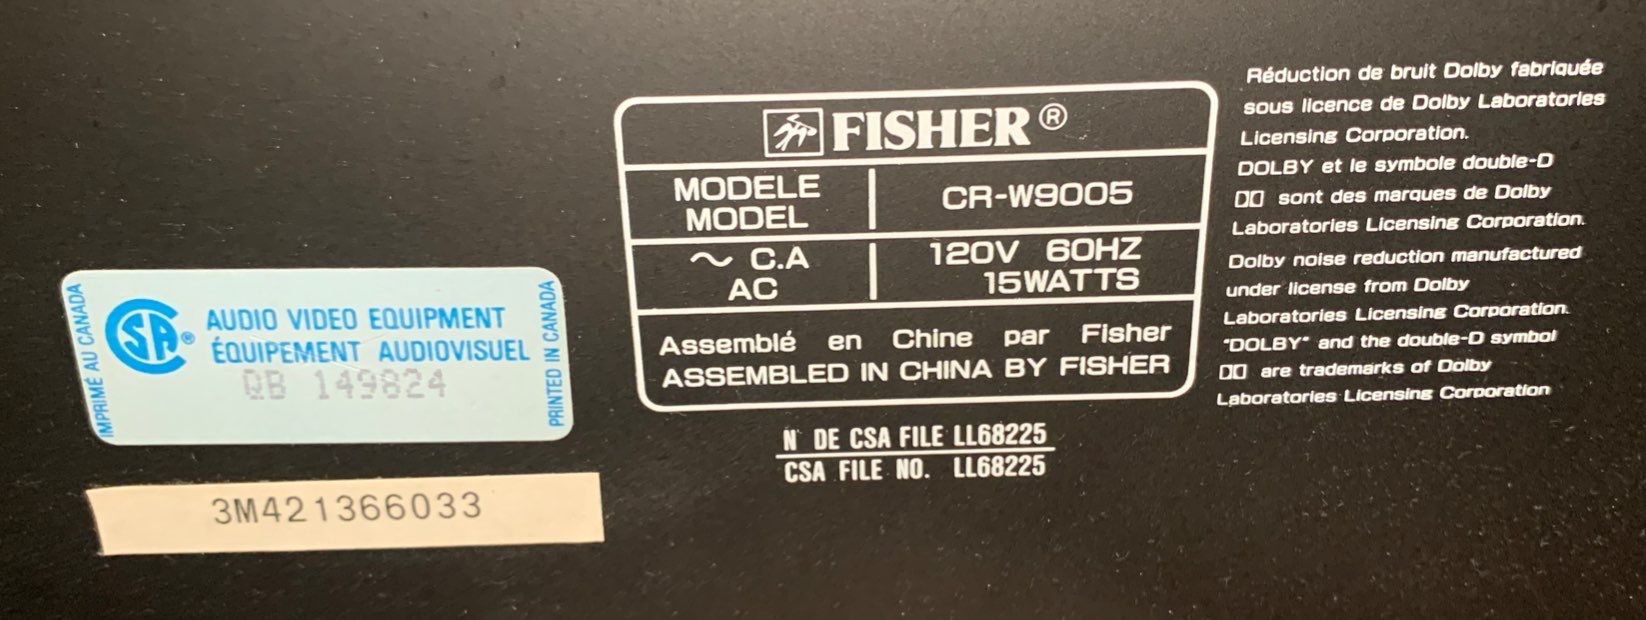 IMPRIMÉ AU CANADA
CSA ®
AUDIO VIDEO EQUIPMENT
ÉQUIPEMENT AUDIOVISUEL
QB 149824
PRINTED IN CANADA
3M421366033
FISHER®
MODELE
MODEL
CR-W9005
~ C.A
AC
120V 60HZ
15WATTS
Assemblé en Chine par Fisher
ASSEMBLED IN CHINA BY FISHER
N° DE CSA FILE LL68225
CSA FILE NO. LL68225
Réduction de bruit Dolby fabriquée
sous licence de Dolby Laboratories
Licensing Corporation.
DOLBY et le symbole double-D
sont des marques de Dolby
Laboratories Licensing Corporation.
Dolby noise reduction manufactured
under license from Dolby
Laboratories Licensing Corporation.
"DOLBY" and the double-D symbol
are trademarks of Dolby
Laboratories Licensing Corporation